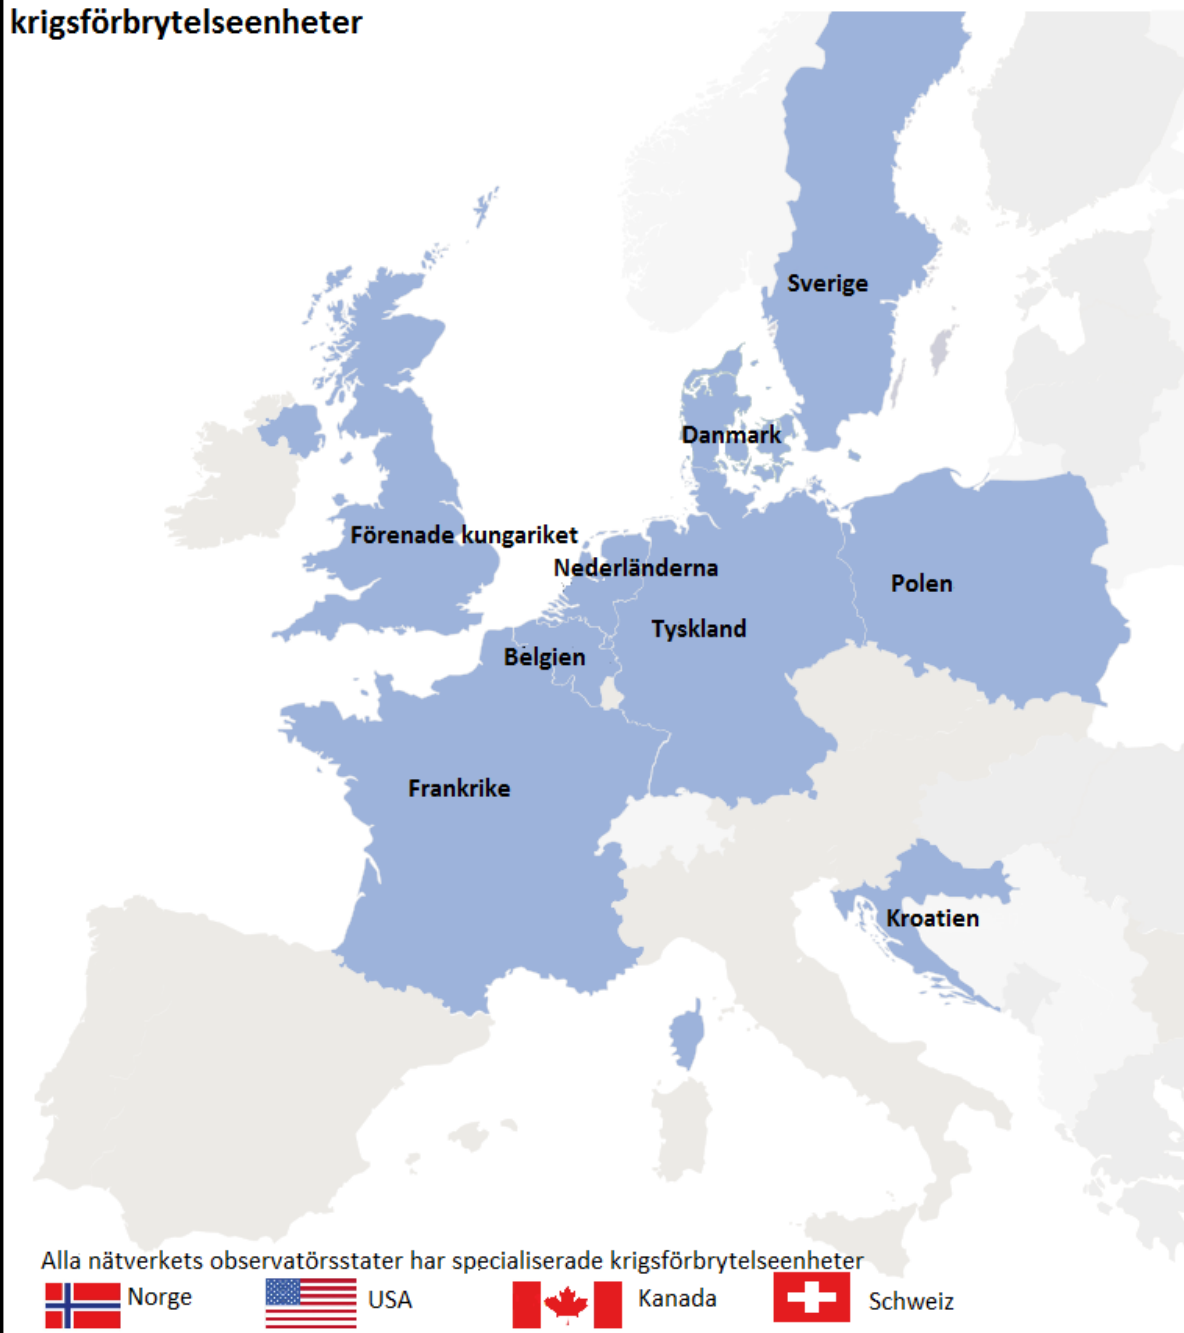 krigsförbrytelseenheter
Sverige
Danmark
Förenade kungariket
Nederländerna
Polen
Tyskland
Belgien
Frankrike
Kroatien
Alla nätverkets observatörsstater har specialiserade krigsförbrytelseenheter
Norge
USA
Kanada
Schweiz